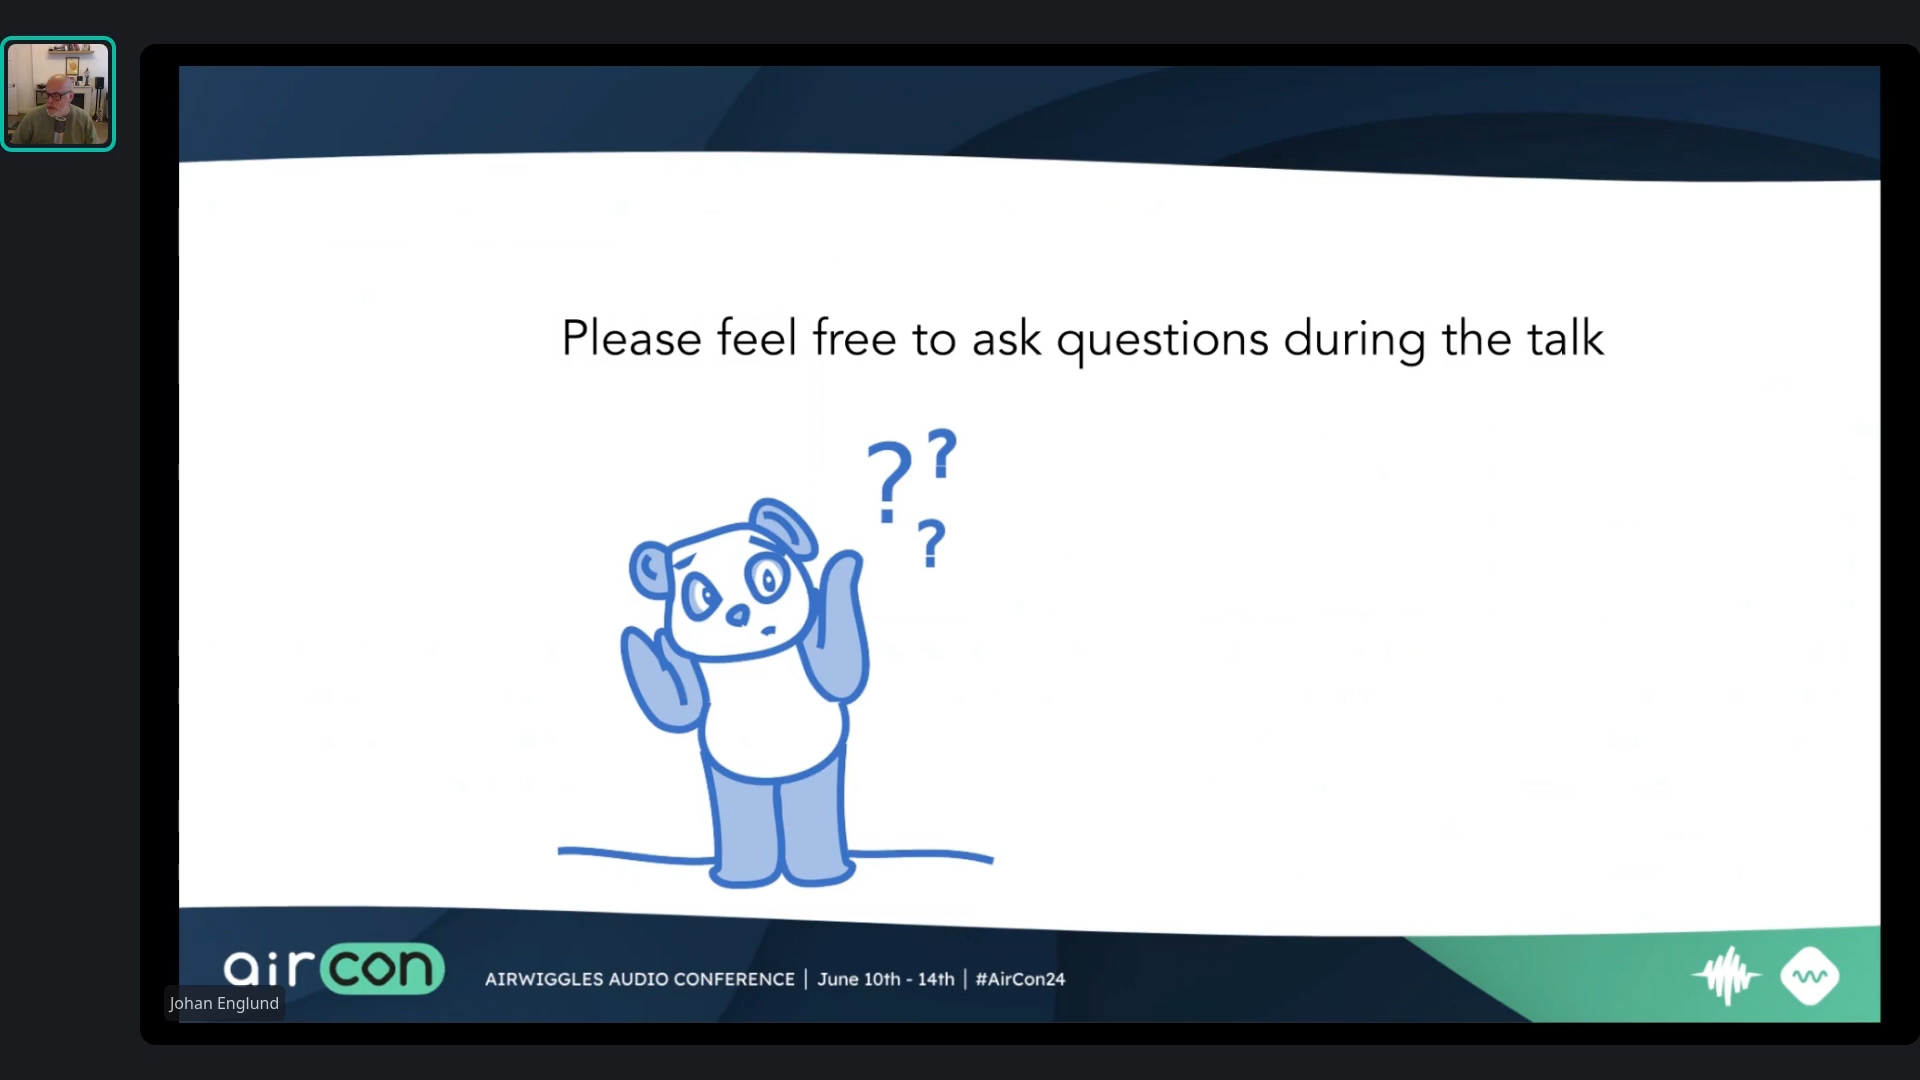 Please feel free to ask questions during the talk
? ?
?
aircon
AIRWIGGLES AUDIO CONFERENCE | June 10th - 14th | #AirCon24
Johan Englund